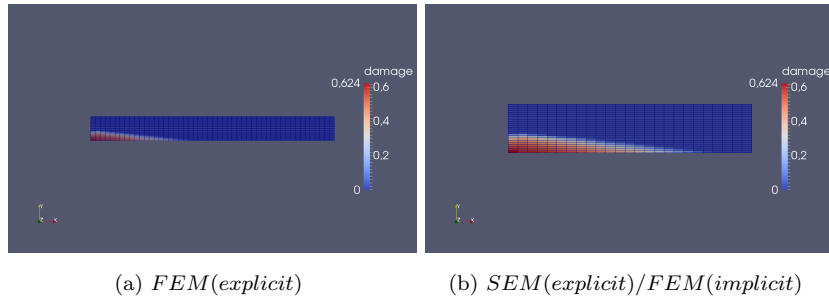 damage
0,624
0,6
0,4
0,2
0
Y
Z
X
damage
0,624
0,6
0,4
0,2
0
Y
Z
X
(a) FEM(explicit)
(b) SEM(explicit)/FEM(implicit)